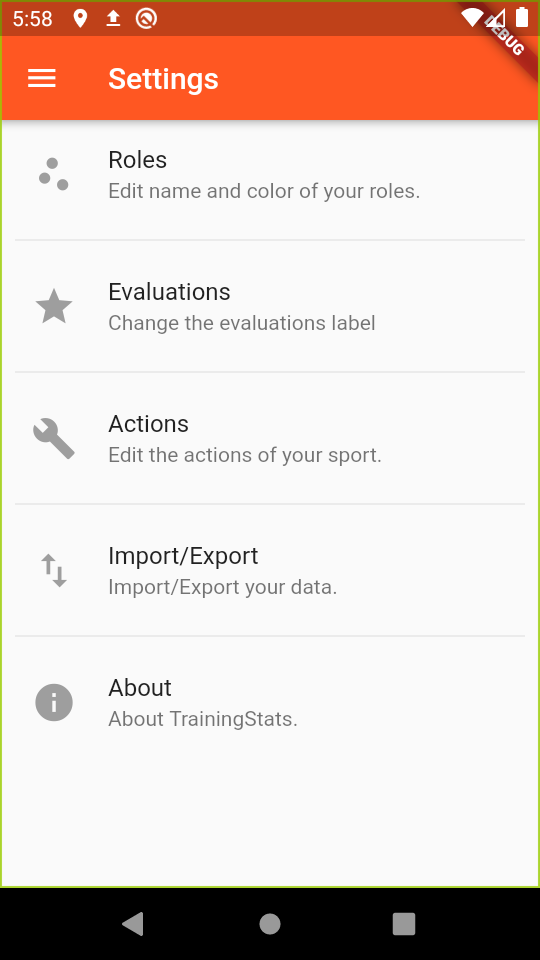 5:58
DEBUG
Settings
Roles
Edit name and color of your roles.
Evaluations
Change the evaluations label
Actions
Edit the actions of your sport.
Import/Export
Import/Export your data.
About
About TrainingStats.